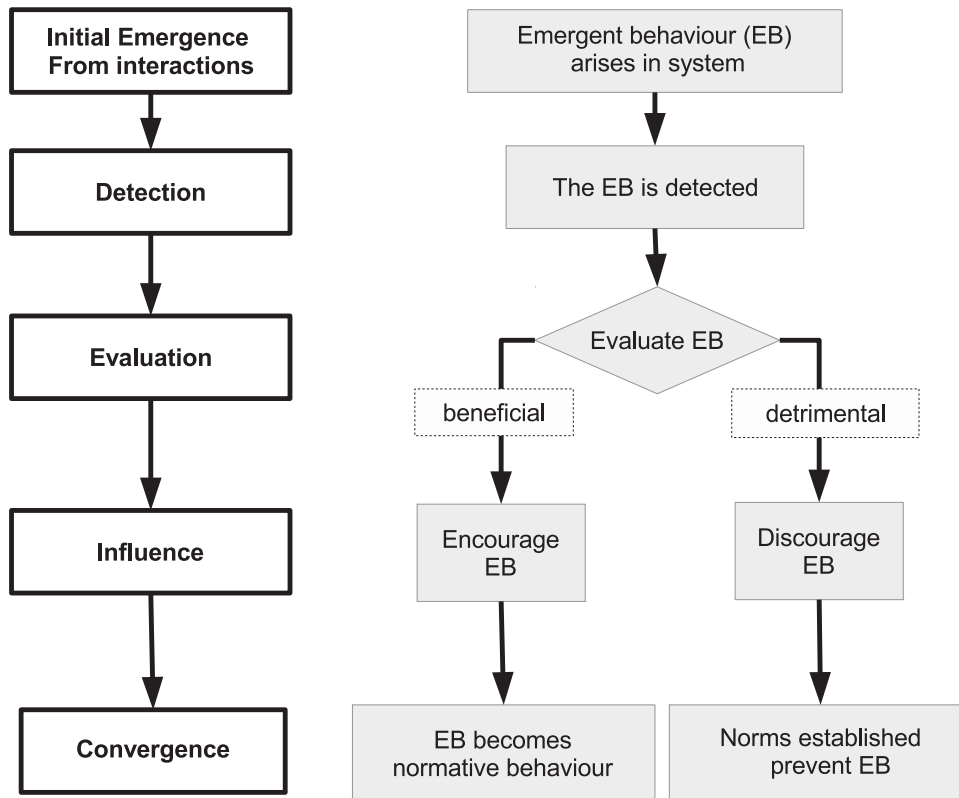 Initial Emergence
From interactions
Detection
Evaluation
Influence
Convergence
Emergent behaviour (EB)
arises in system
The EB is detected
Evaluate EB
beneficial
detrimental
Encourage
EB
Discourage
EB
EB becomes
normative behaviour
Norms established
prevent EB